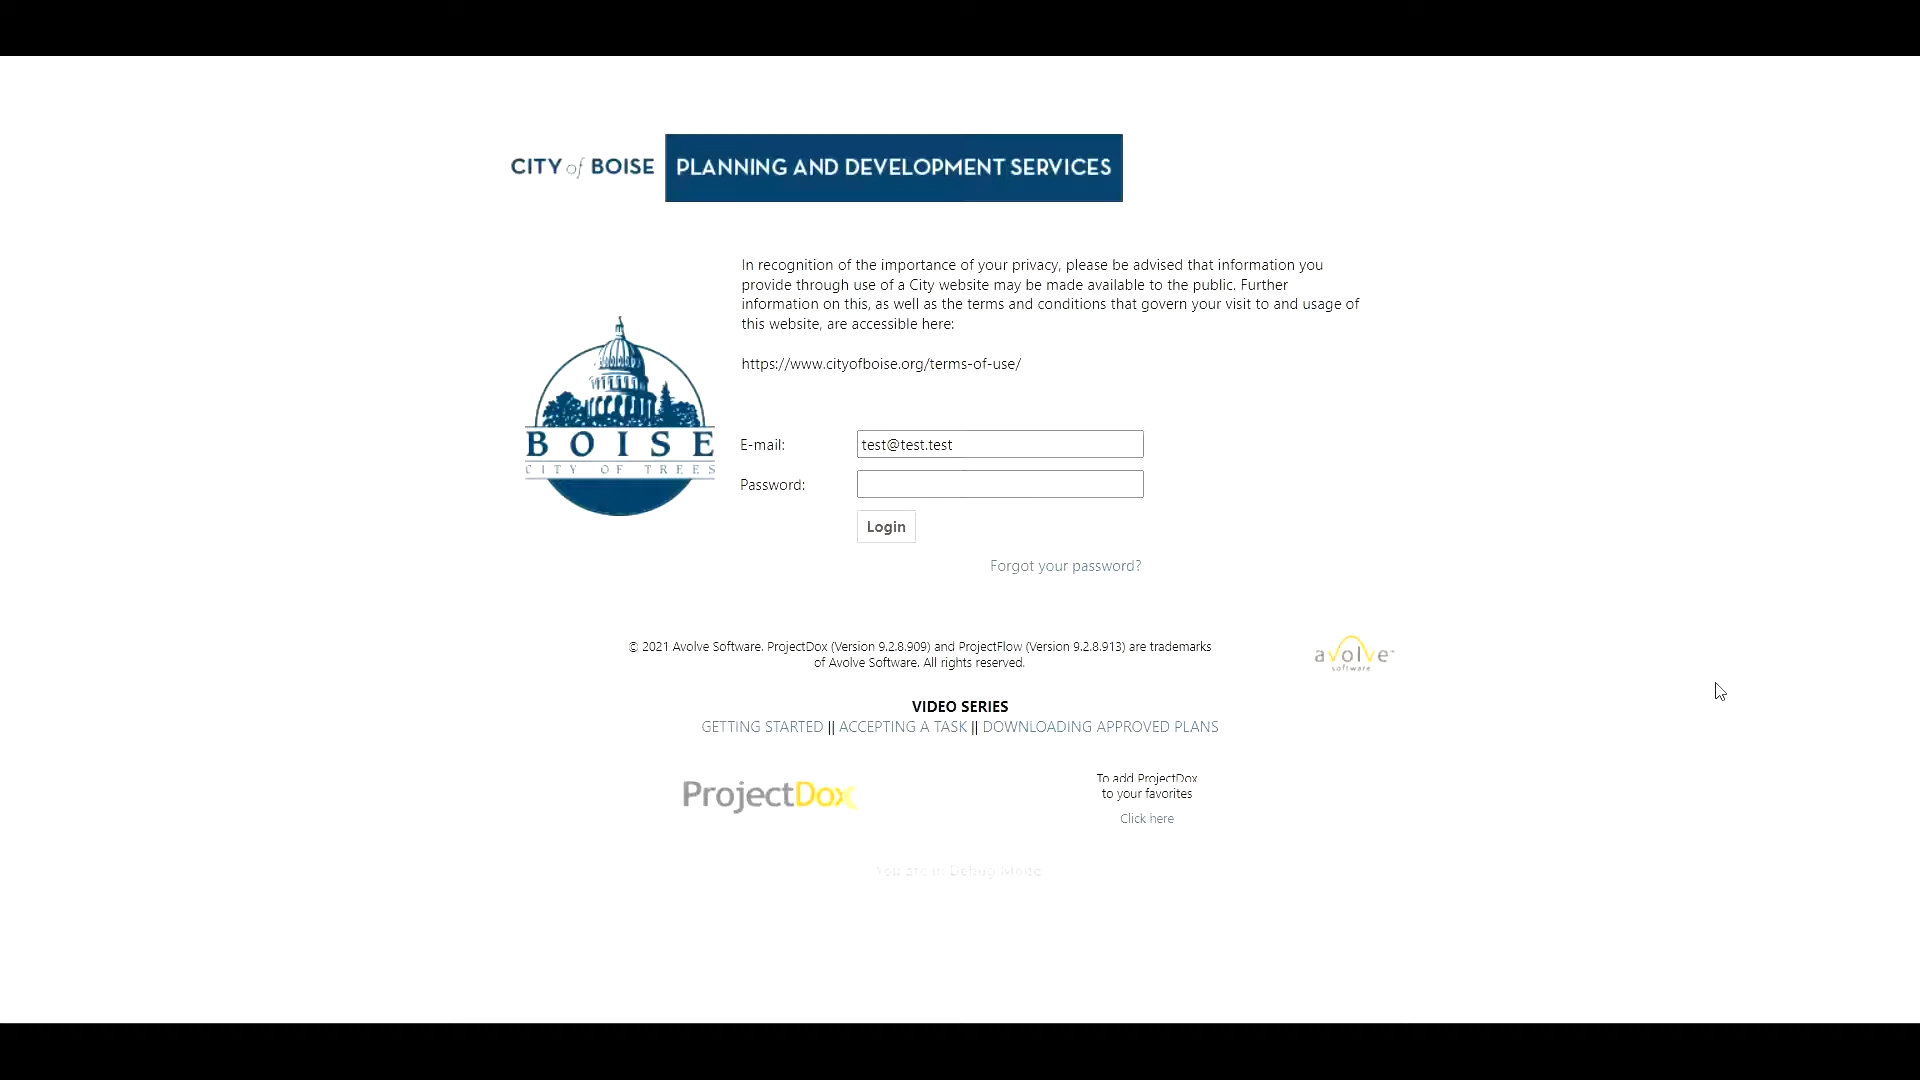 CITY of BOISE PLANNING AND DEVELOPMENT SERVICES
In recognition of the importance of your privacy, please be advised that information you
provide through use of a City website may be made available to the public. Further
information on this, as well as the terms and conditions that govern your visit to and usage of
this website, are accessible here:
https://www.cityofboise.org/terms-of-use/
BOISE
CITY OF TREES
E-mail: test@test.test
Password:
Login
Forgot your password?
© 2021 Avolve Software. ProjectDox (Version 9.2.8.909) and ProjectFlow (Version 9.2.8.913) are trademarks
of Avolve Software. All rights reserved.
avolve
software
VIDEO SERIES
GETTING STARTED || ACCEPTING A TASK || DOWNLOADING APPROVED PLANS
ProjectDox
To add ProjectDox
to your favorites
Click here
You are in Debug Mode